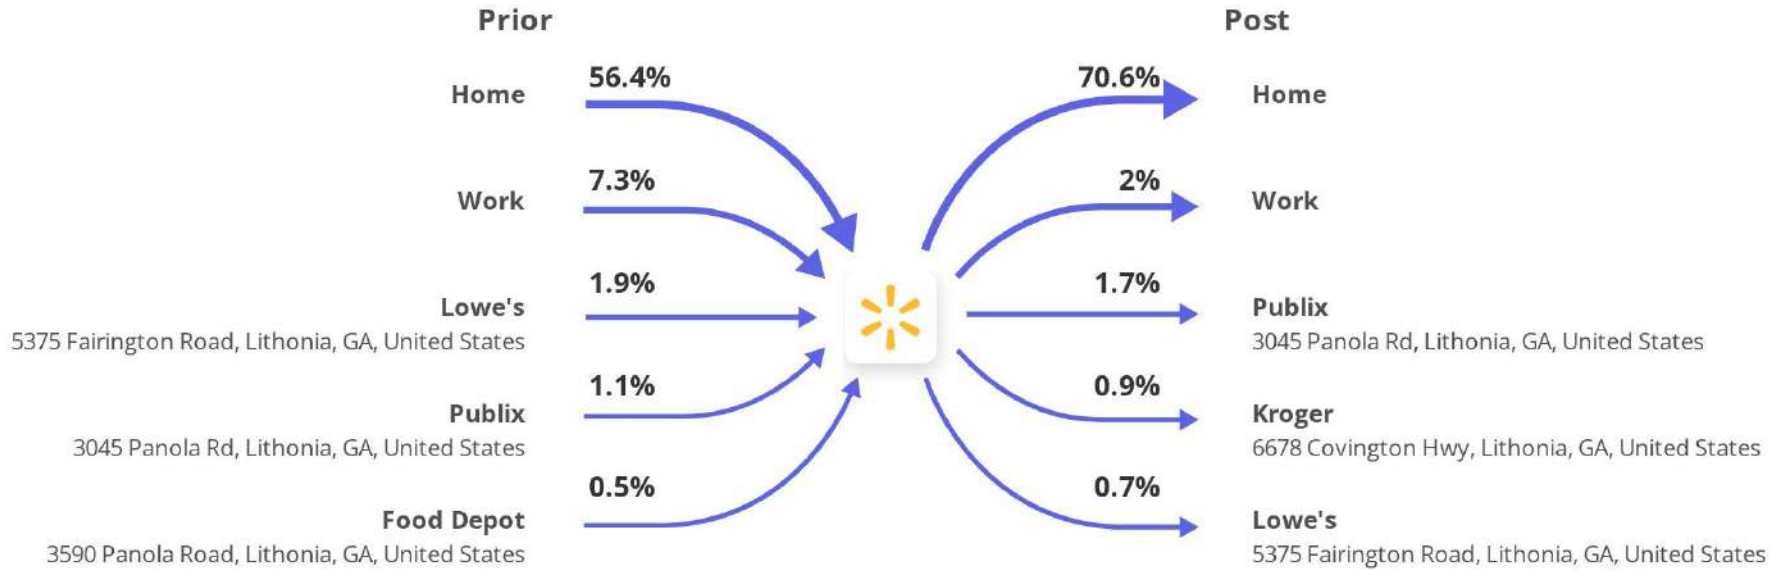 Prior
Post
56.4%
Home
7.3%
Work
1.9%
Lowe's
5375 Fairington Road, Lithonia, GA, United States
1.1%
Publix
3045 Panola Rd, Lithonia, GA, United States
0.5%
Food Depot
3590 Panola Road, Lithonia, GA, United States
70.6%
Home
2%
Work
1.7%
Publix
3045 Panola Rd, Lithonia, GA, United States
0.9%
Kroger
6678 Covington Hwy, Lithonia, GA, United States
0.7%
Lowe's
5375 Fairington Road, Lithonia, GA, United States